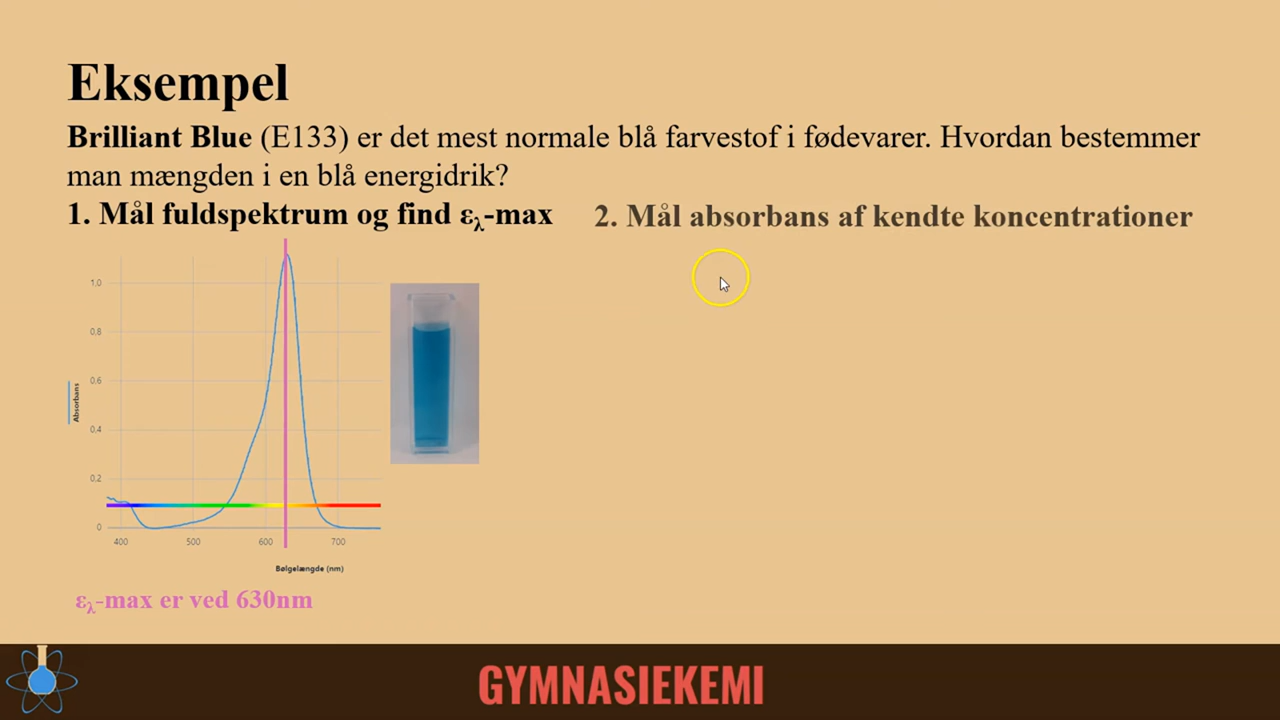 Eksempel
Brilliant Blue (E133) er det mest normale blå farvestof i fødevarer. Hvordan bestemmer
man mængden i en blå energidrik?
1. Mål fuldspektrum og find ελ-max
2. Mål absorbans af kendte koncentrationer
1.0
0.8
0.6
0.4
0.2
0
Absorbans
400 500 600 700
Bølgelængde (nm)
ελ-max er ved 630nm
GYMNASIEKEMI